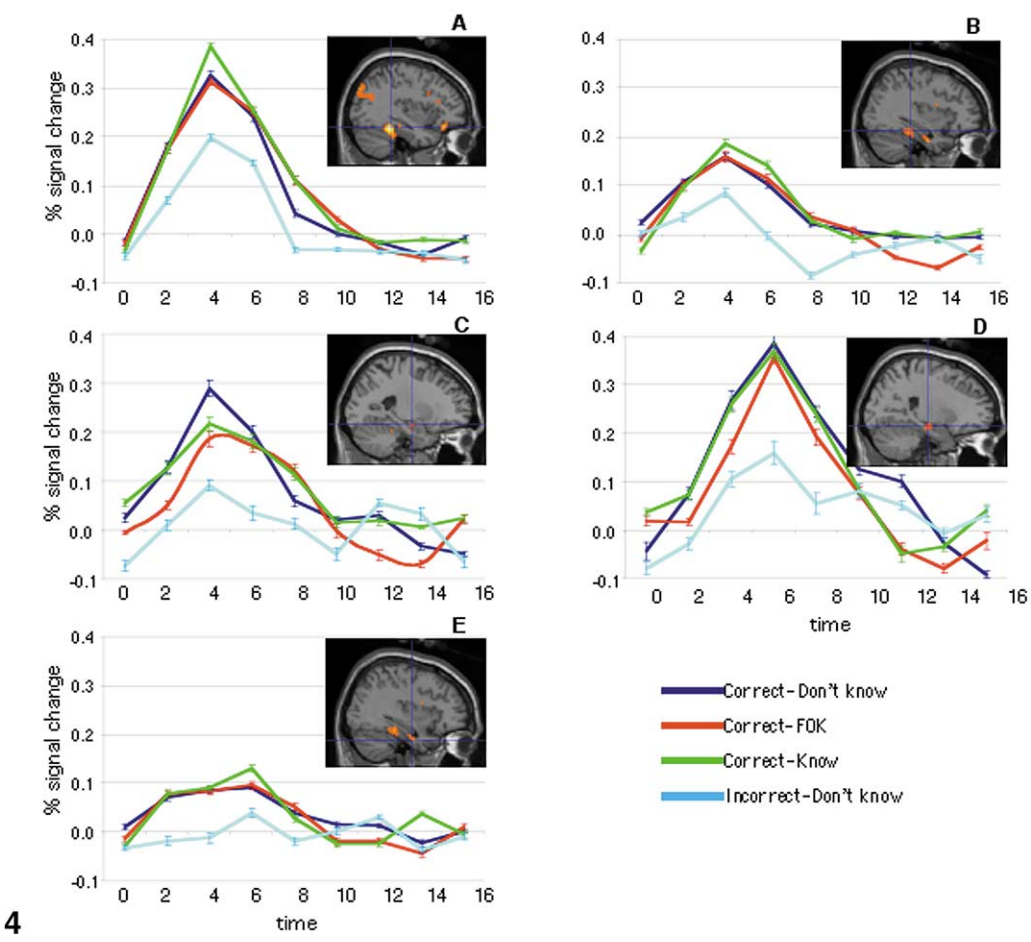 A
% signal change
0.4
0.3
0.2
0.1
0.0
-0.1
0 2 4 6 8 10 12 14 16
B
0.4
0.3
0.2
0.1
0.0
-0.1
0 2 4 6 8 10 12 14 16
C
% signal change
0.4
0.3
0.2
0.1
0.0
-0.1
0 2 4 6 8 10 12 14 16
D
0.4
0.3
0.2
0.1
0.0
-0.1
0 2 4 6 8 10 12 14 16
time
E
% signal change
0.4
0.3
0.2
0.1
0.0
-0.1
0 2 4 6 8 10 12 14 16
time
Correct-Don't know
Correct-FOK
Correct-Know
Incorrect-Don't know
4